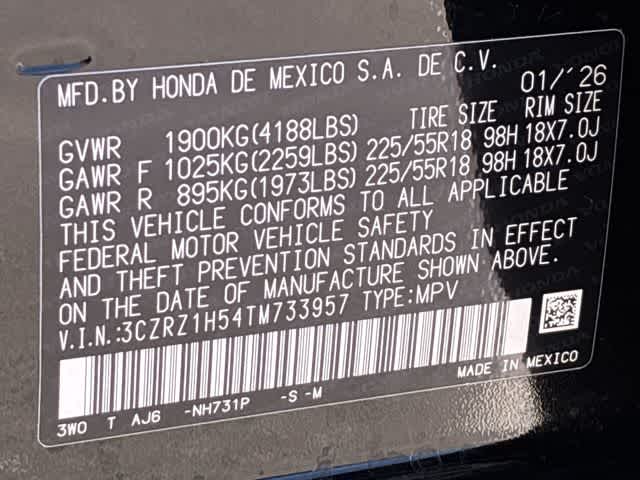 MFD.BY HONDA DE MEXICO S.A. DE C.V. 01/'26
TIRE SIZE RIM SIZE
GVWR 1900KG(4188LBS)
GAWR F 1025KG(2259LBS) 225/55R18 98H 18X7.0J
GAWR R 895KG(1973LBS) 225/55R18 98H 18X7.0J
THIS VEHICLE CONFORMS TO ALL APPLICABLE
FEDERAL MOTOR VEHICLE SAFETY
AND THEFT PREVENTION STANDARDS IN EFFECT
ON THE DATE OF MANUFACTURE SHOWN ABOVE.
V.I.N.:3CZRZ1H54TM733957 TYPE:MPV
MADE IN MEXICO
3WO T AJ6 -NH731P -S -M